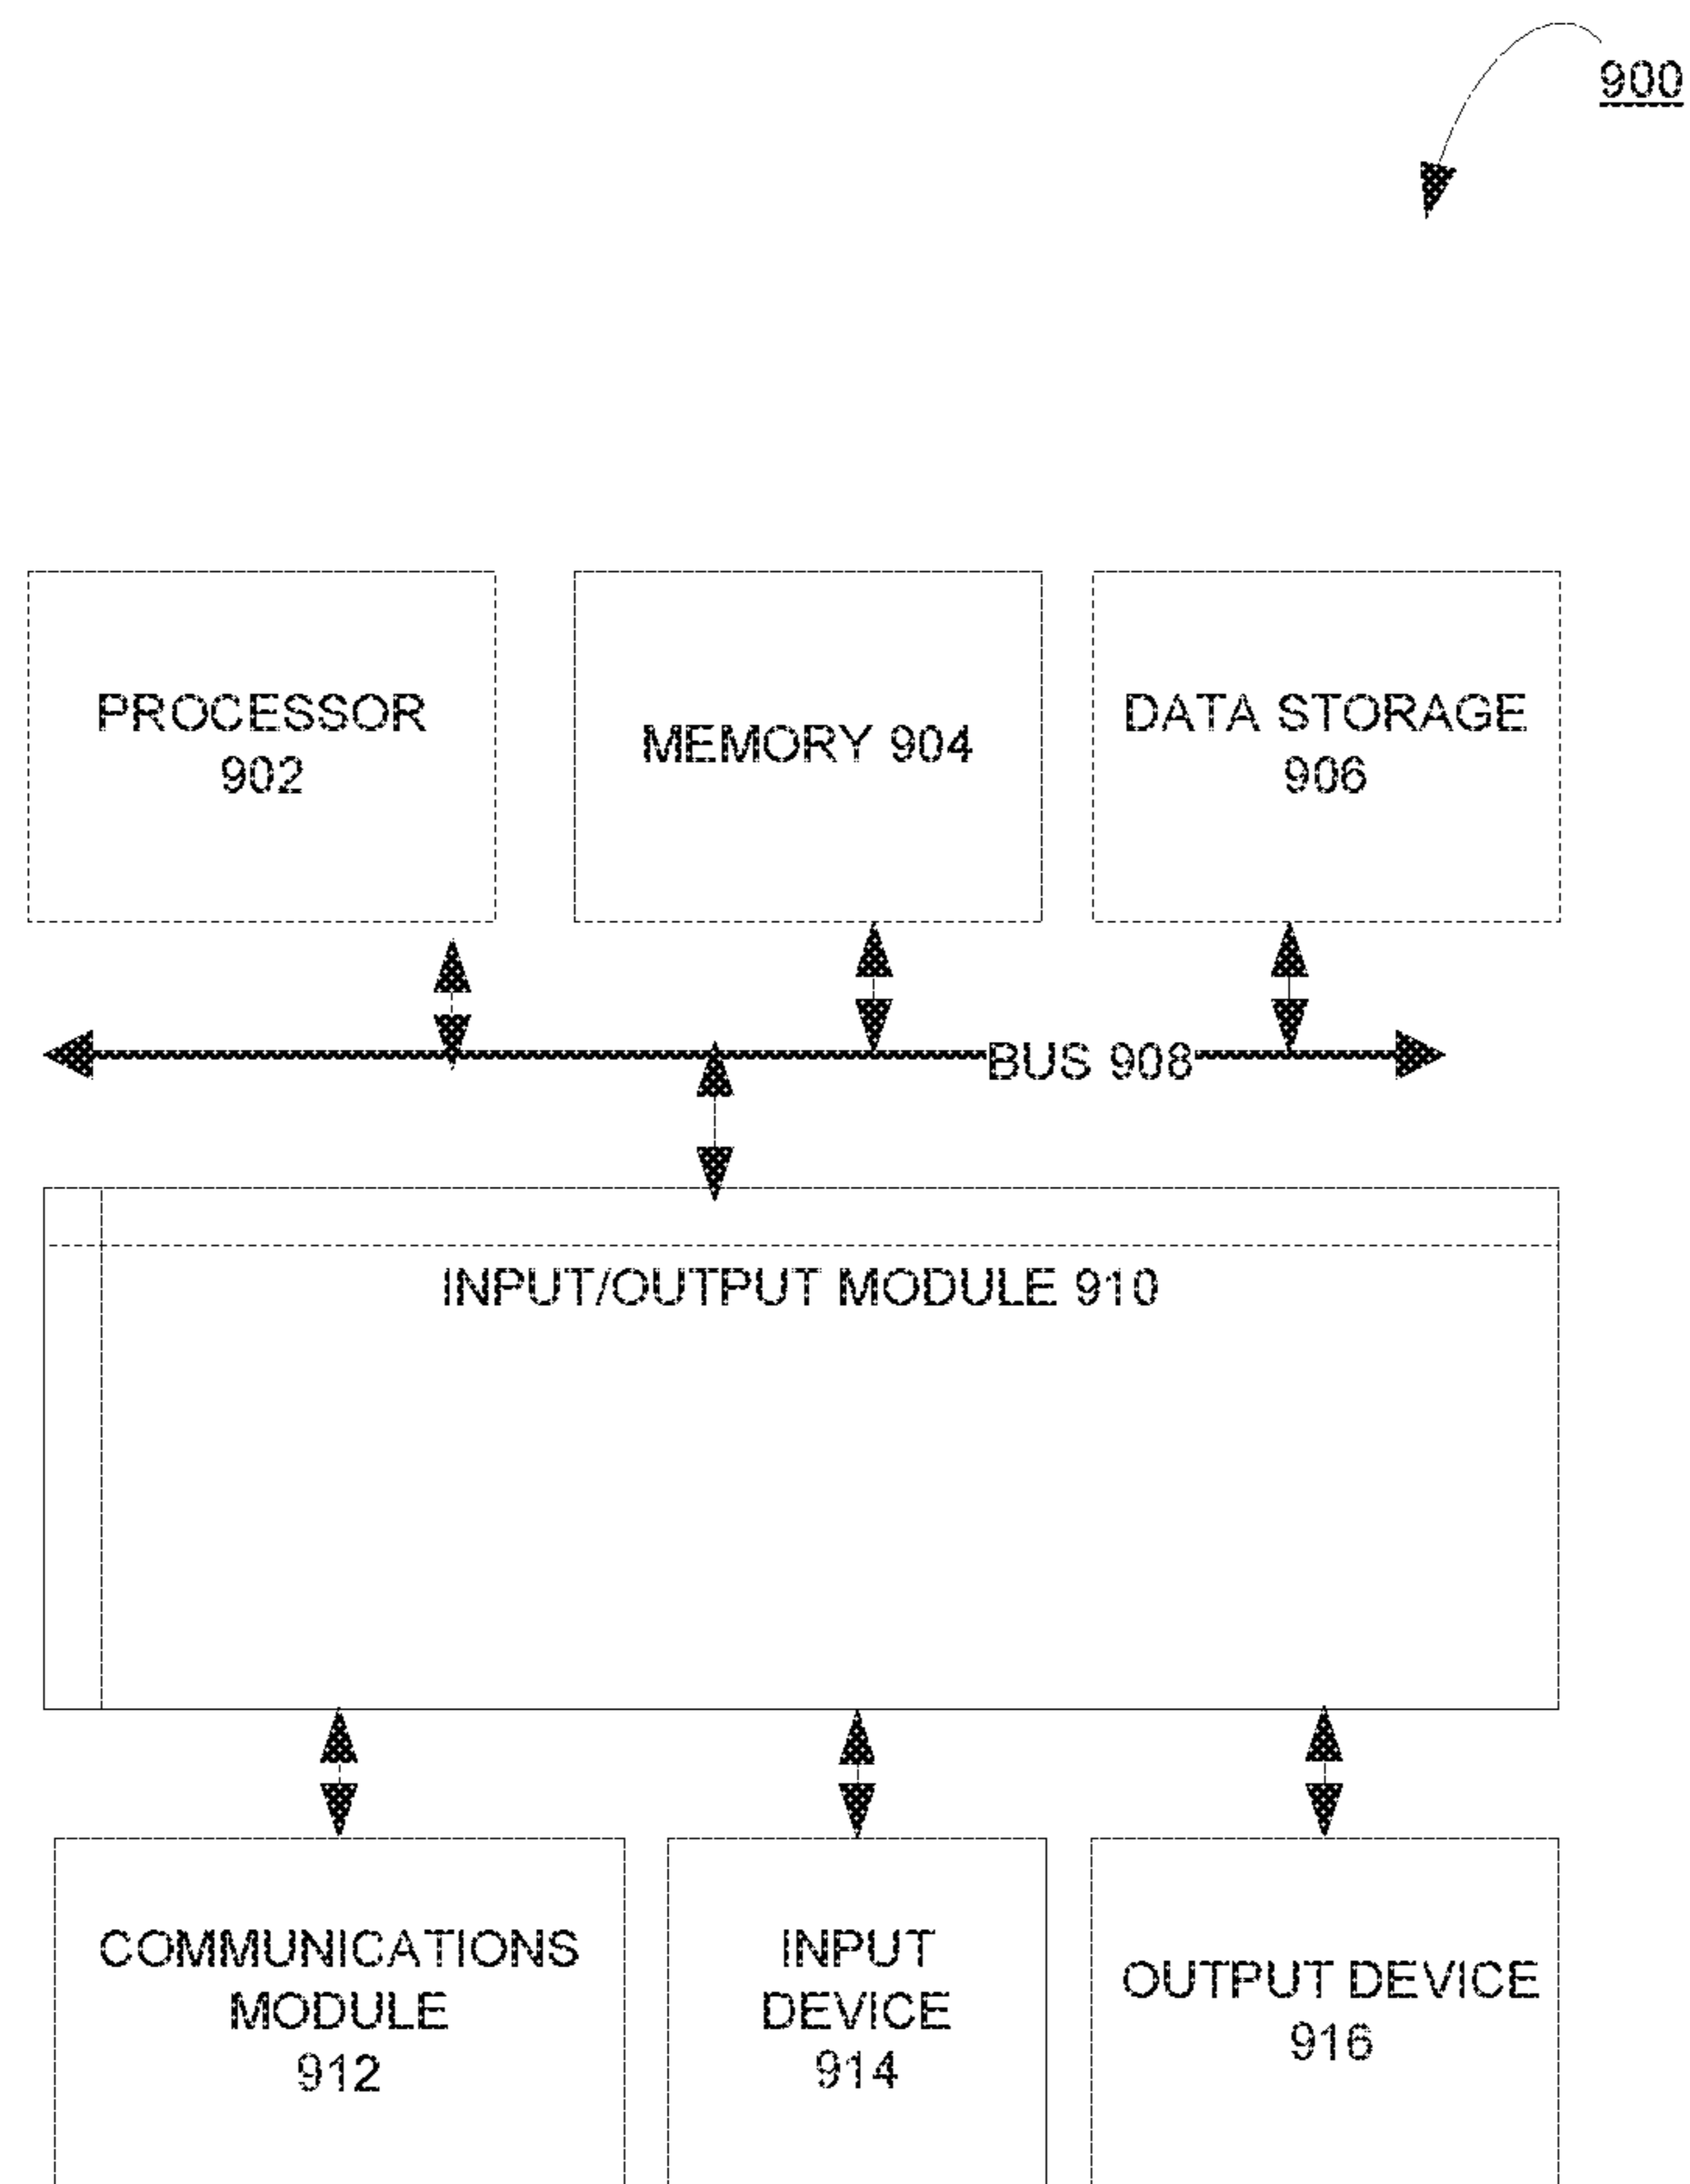 900
PROCESSOR
902
MEMORY 904
DATA STORAGE
906
BUS 908
INPUT/OUTPUT MODULE 910
COMMUNICATIONS
MODULE
912
INPUT
DEVICE
914
OUTPUT DEVICE
916